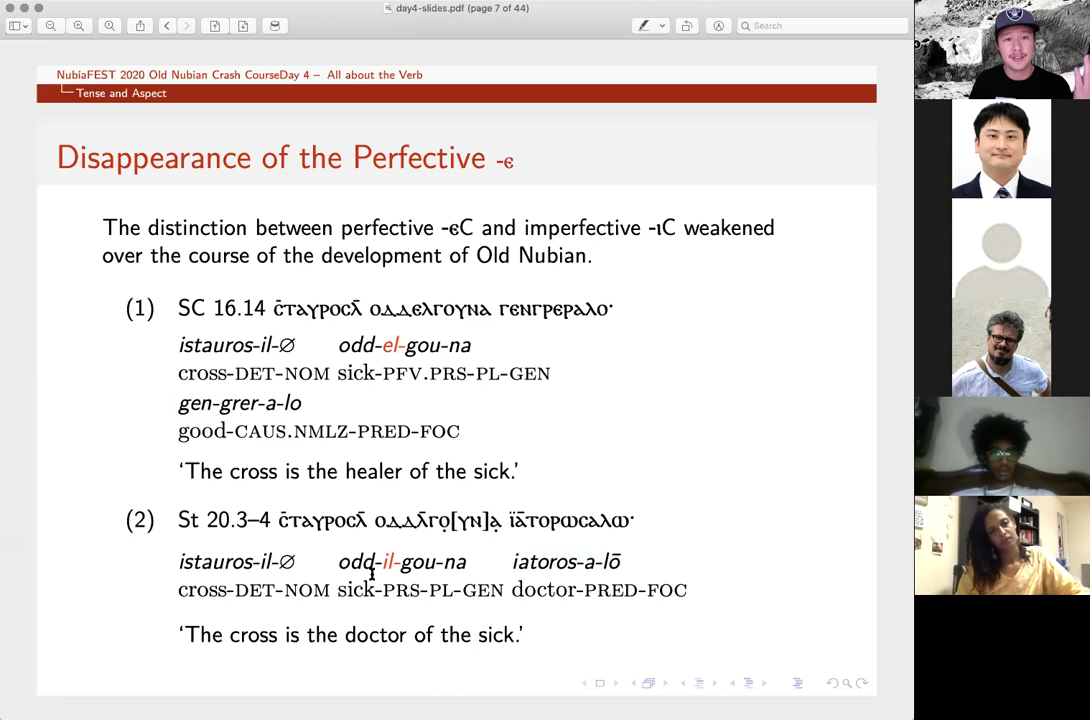 day4-slides.pdf (page 7 of 44)
Search
NubiaFEST 2020 Old Nubian Crash CourseDay 4 – All about the Verb
Tense and Aspect
Disappearance of the Perfective -ⲉ
The distinction between perfective -ⲉC and imperfective -ⲓC weakened
over the course of the development of Old Nubian.
(1) SC 16.14 ⲥ̄ⲧⲁⲩⲣⲟⲥⲗ̄ ⲟⲇⲇⲉⲗⲅⲟⲩⲛⲁ ⲅⲉⲛⲅⲣⲉⲣⲁⲗⲟ·
istauros-il-∅ odd-el-gou-na
cross-DET-NOM sick-PFV.PRS-PL-GEN
gen-grer-a-lo
good-CAUS.NMLZ-PRED-FOC
‘The cross is the healer of the sick.’
(2) St 20.3–4 ⲥ̄ⲧⲁⲩⲣⲟⲥⲗ̄ ⲟⲇⲇⲗ̄ⲅⲟ̣[ⲩⲛ]ⲁ̣ ⲓ̈ⲁ̄ⲧⲟⲣⲱⲥⲁⲗⲱ·
istauros-il-∅ odd-il-gou-na iatoros-a-lō
cross-DET-NOM sick-PRS-PL-GEN doctor-PRED-FOC
‘The cross is the doctor of the sick.’